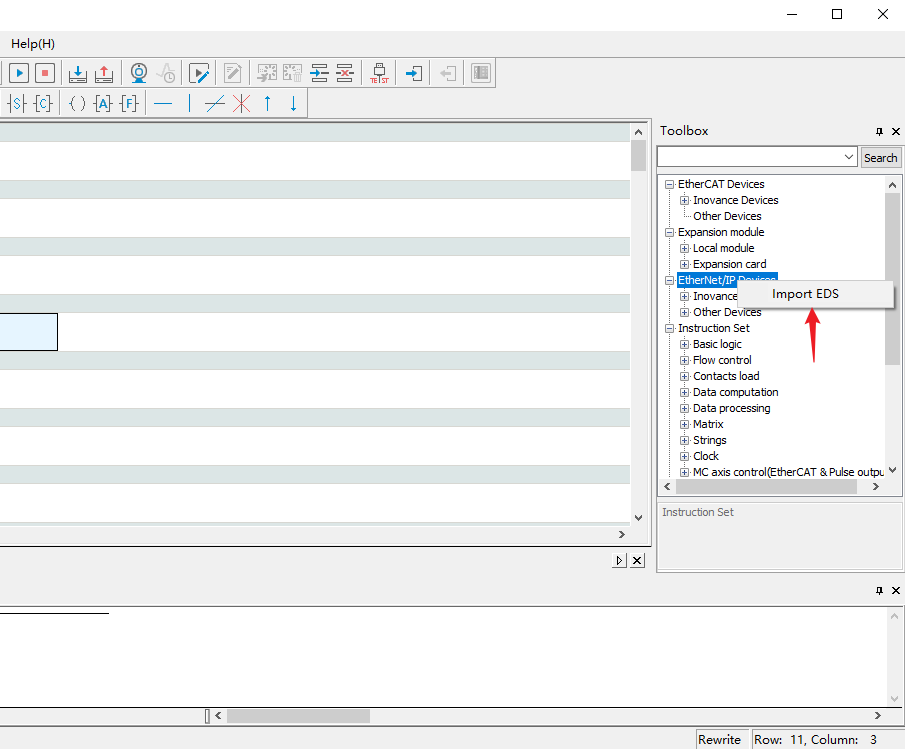 Help(H)
TEST
S C ( ) A F
Toolbox
Search
EtherCAT Devices
Inovance Devices
Other Devices
Expansion module
Local module
Expansion card
EtherNet/IP Devices
Import EDS
Inovance
Other Devices
Instruction Set
Basic logic
Flow control
Contacts load
Data computation
Data processing
Matrix
Strings
Clock
MC axis control(EtherCAT & Pulse outpu
Instruction Set
Rewrite Row: 11, Column: 3